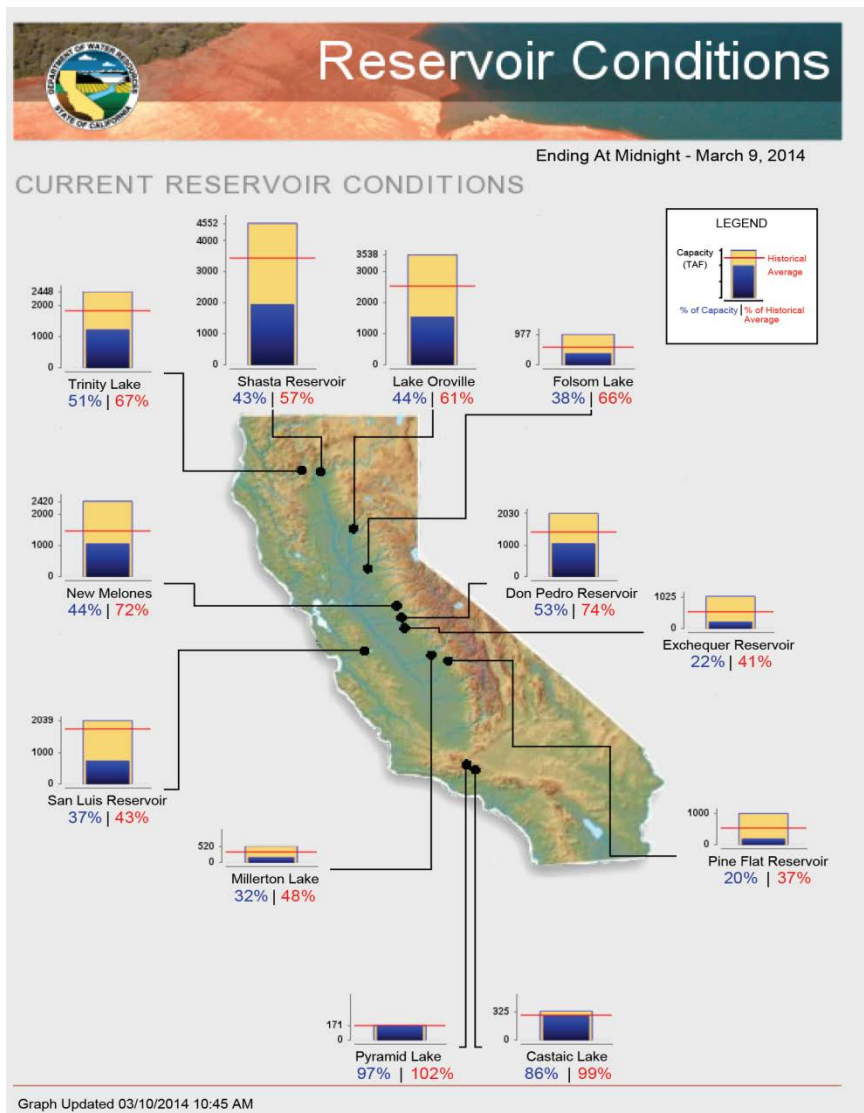 DEPARTMENT OF WATER RESOURCES
STATE OF CALIFORNIA
Reservoir Conditions
Ending At Midnight - March 9, 2014
CURRENT RESERVOIR CONDITIONS
LEGEND
Capacity
(TAF)
Historical
Average
% of Capacity | % of Historical
Average
2448
2000
1000
0
Trinity Lake
51% | 67%
4552
4000
3000
2000
1000
0
Shasta Reservoir
43% | 57%
3538
3000
2000
1000
0
Lake Oroville
44% | 61%
977
0
Folsom Lake
38% | 66%
2420
2000
1000
0
New Melones
44% | 72%
2030
1000
0
Don Pedro Reservoir
53% | 74%
1025
0
Exchequer Reservoir
22% | 41%
2039
1000
0
San Luis Reservoir
37% | 43%
520
0
Millerton Lake
32% | 48%
1000
0
Pine Flat Reservoir
20% | 37%
171
0
Pyramid Lake
97% | 102%
325
0
Castaic Lake
86% | 99%
Graph Updated 03/10/2014 10:45 AM